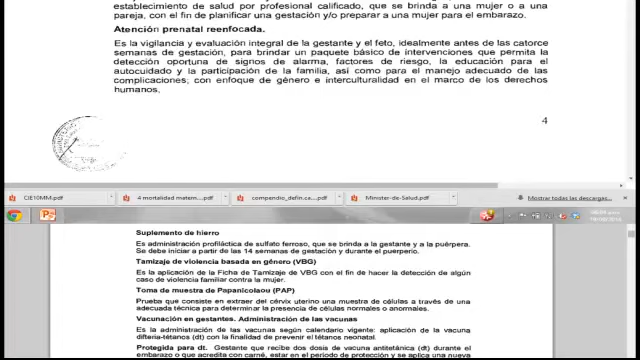 establecimiento de salud por profesional calificado, que se brinda a una mujer o a una
pareja, con el fin de planificar una gestación y/o preparar a una mujer para el embarazo.
Atención prenatal reenfocada.
Es la vigilancia y evaluación integral de la gestante y el feto, idealmente antes de las catorce
semanas de gestación, para brindar un paquete básico de intervenciones que permita la
detección oportuna de signos de alarma, factores de riesgo, la educación para el
autocuidado y la participación de la familia, así como para el manejo adecuado de las
complicaciones; con enfoque de género e interculturalidad en el marco de los derechos
humanos.
4
CIE10MM.pdf
4 mortalidad matern....pdf
compendio_defin.ca....pdf
Minister-de-Salud.pdf
Mostrar todas las descargas...
Suplemento de hierro
Es administración profiláctica de sulfato ferroso, que se brinda a la gestante y a la puérpera.
Se debe iniciar a partir de las 14 semanas de gestación y durante el puerperio.
Tamizaje de violencia basada en género (VBG)
Es la aplicación de la Ficha de Tamizaje de VBG con el fin de hacer la detección de algún
caso de violencia familiar contra la mujer.
Toma de muestra de Papanicolaou (PAP)
Prueba que consiste en extraer del cérvix uterino una muestra de células a través de una
adecuada técnica para determinar la presencia de células normales o anormales.
Vacunación en gestantes. Administración de las vacunas
Es la administración de las vacunas según calendario vigente: aplicación de la vacuna
difteria-tétanos (dt) con la finalidad de prevenir el tétanos neonatal.
Protegida para dt. Gestante que recibe dos dosis de vacuna antitetánica (dt) durante el
embarazo o que acredita con carné, estar en el periodo de protección y se aplica una nueva